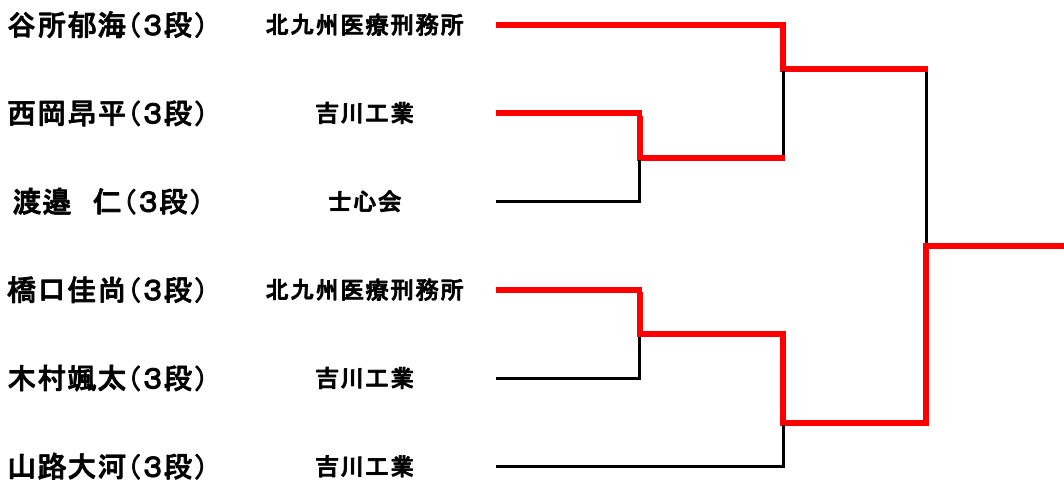 谷所郁海(3段) 北九州医療刑務所
西岡昂平(3段) 吉川工業
渡邉 仁(3段) 士心会
橋口佳尚(3段) 北九州医療刑務所
木村颯太(3段) 吉川工業
山路大河(3段) 吉川工業